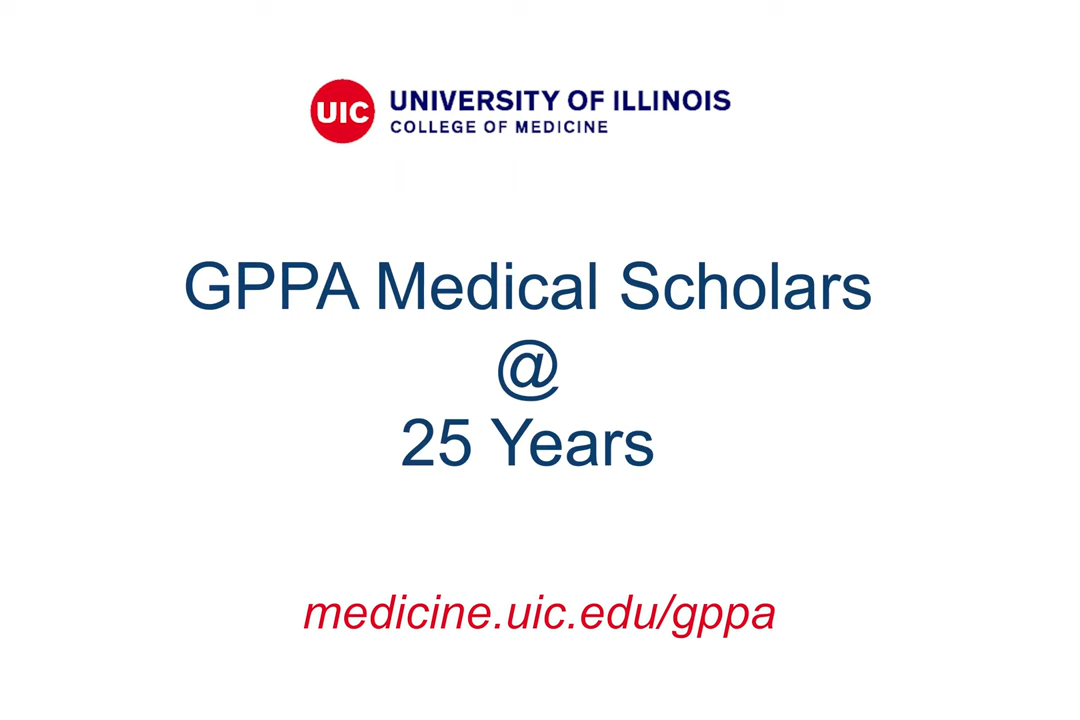 UIC
UNIVERSITY OF ILLINOIS
COLLEGE OF MEDICINE
GPPA Medical Scholars
@
25 Years
medicine.uic.edu/gppa